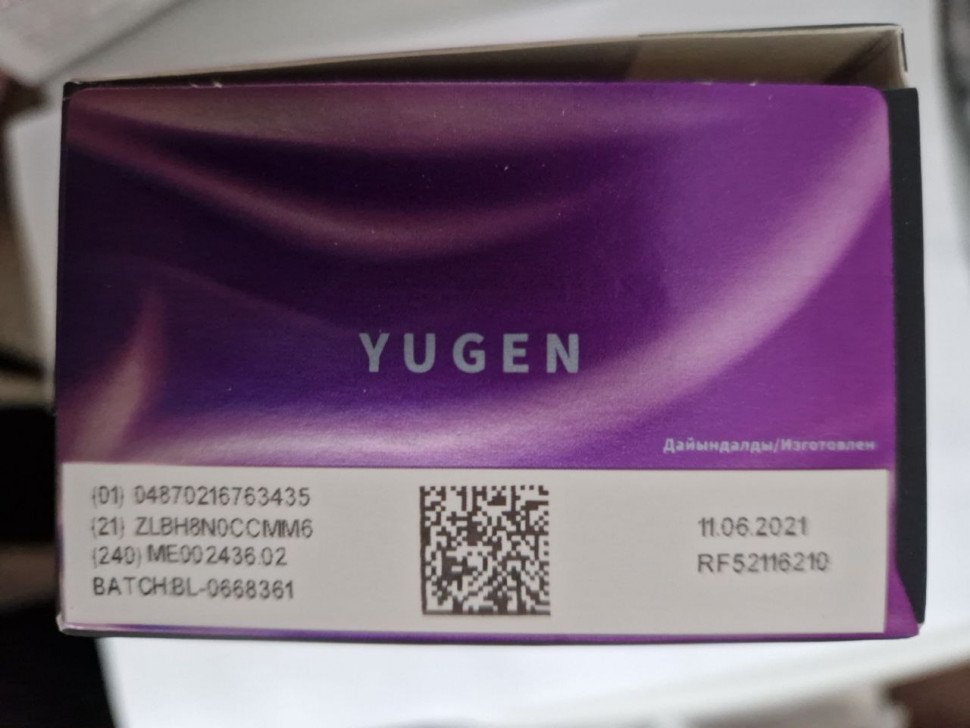 YUGEN
Дайындалды/Изготовлен
(01) 04870216763435
(21) ZLBH8N0CCMM6
(240) ME002436.02
BATCH:BL-0668361
11.06.2021
RF52116210